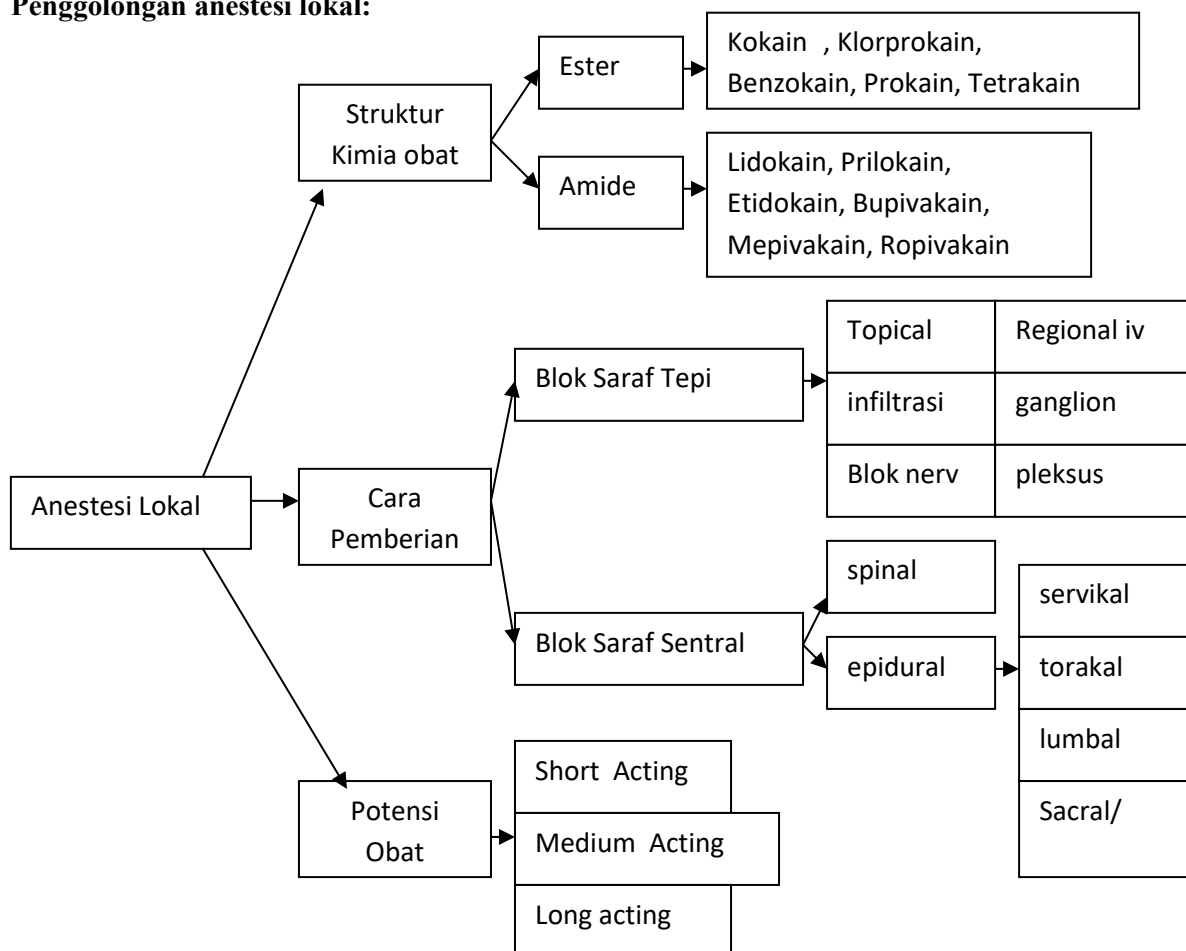 Penggolongan anestesi lokal:
Ester
Kokain , Klorprokain,
Benzokain, Prokain, Tetrakain
Struktur
Kimia obat
Amide
Lidokain, Prilokain,
Etidokain, Bupivakain,
Mepivakain, Ropivakain
Topical
Regional iv
Blok Saraf Tepi
infiltrasi
ganglion
Blok nerv
pleksus
Anestesi Lokal
Cara
Pemberian
spinal
servikal
Blok Saraf Sentral
epidural
torakal
lumbal
Sacral/
Short Acting
Potensi
Obat
Medium Acting
Long acting